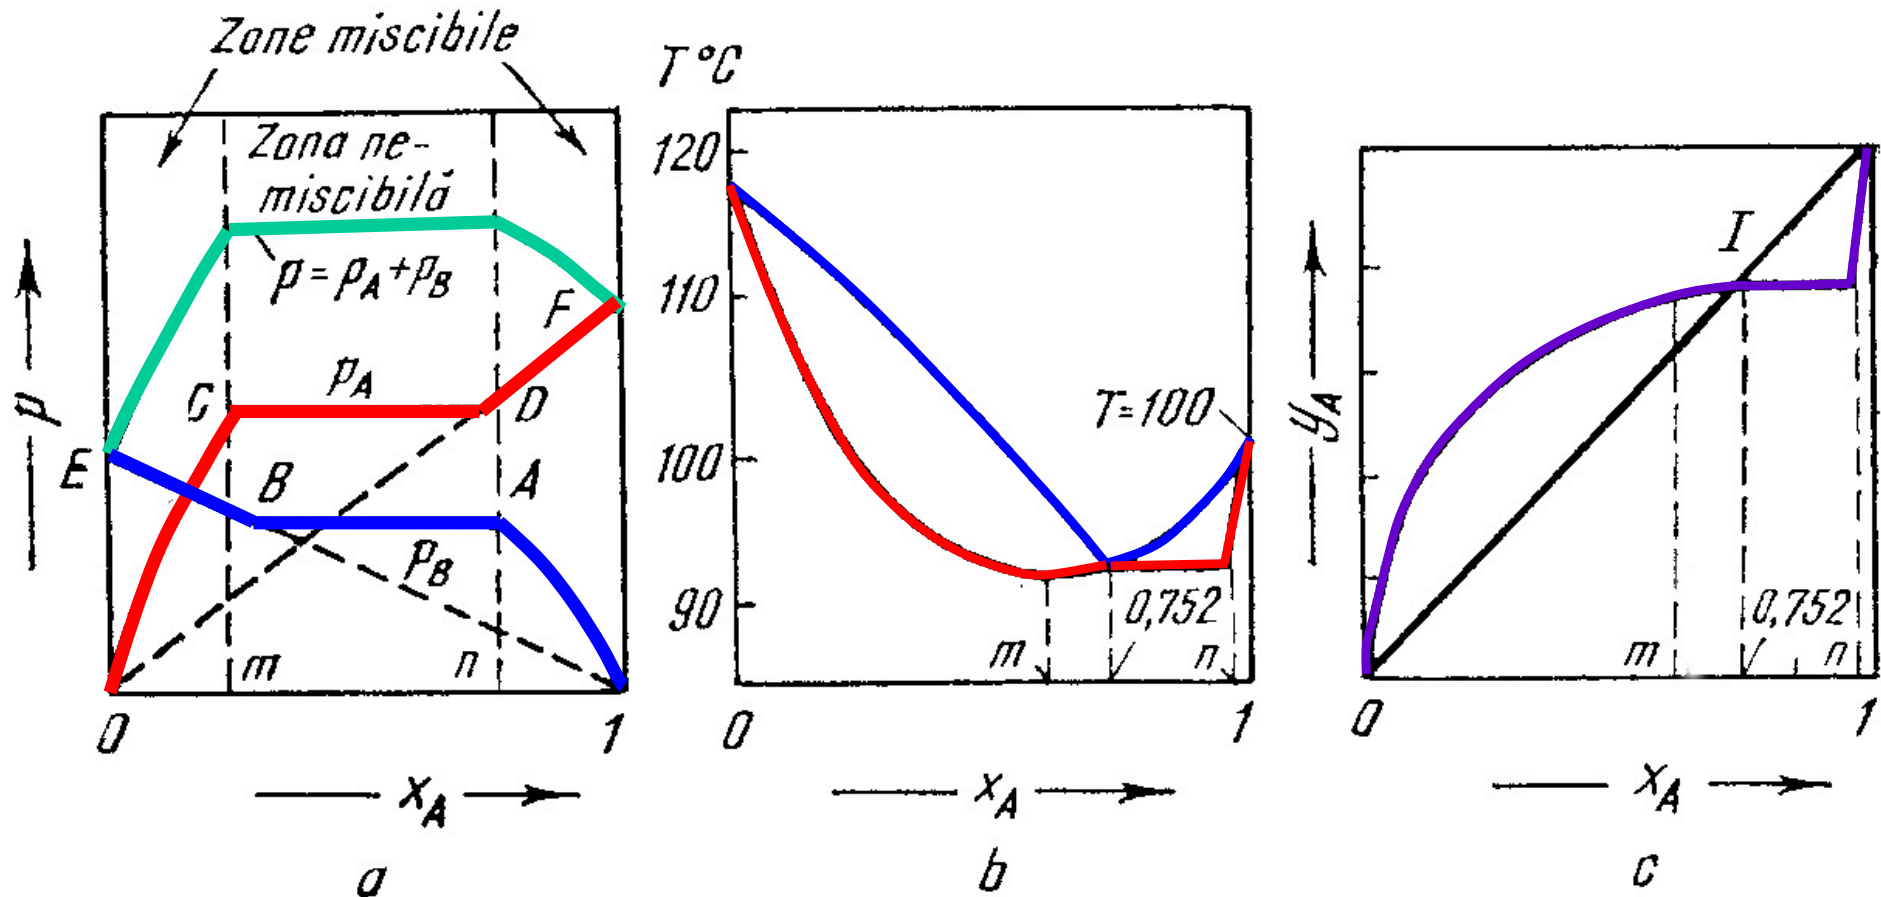 Zone miscibile
Zona ne-
miscibilă
p = pA + pB
F
C
pA
D
E
B
A
pB
m
n
p
0
1
xA
a
T °C
120
110
100
90
T = 100
0,752
m
n
0
1
xA
b
I
yA
0,752
m
n
0
1
xA
c